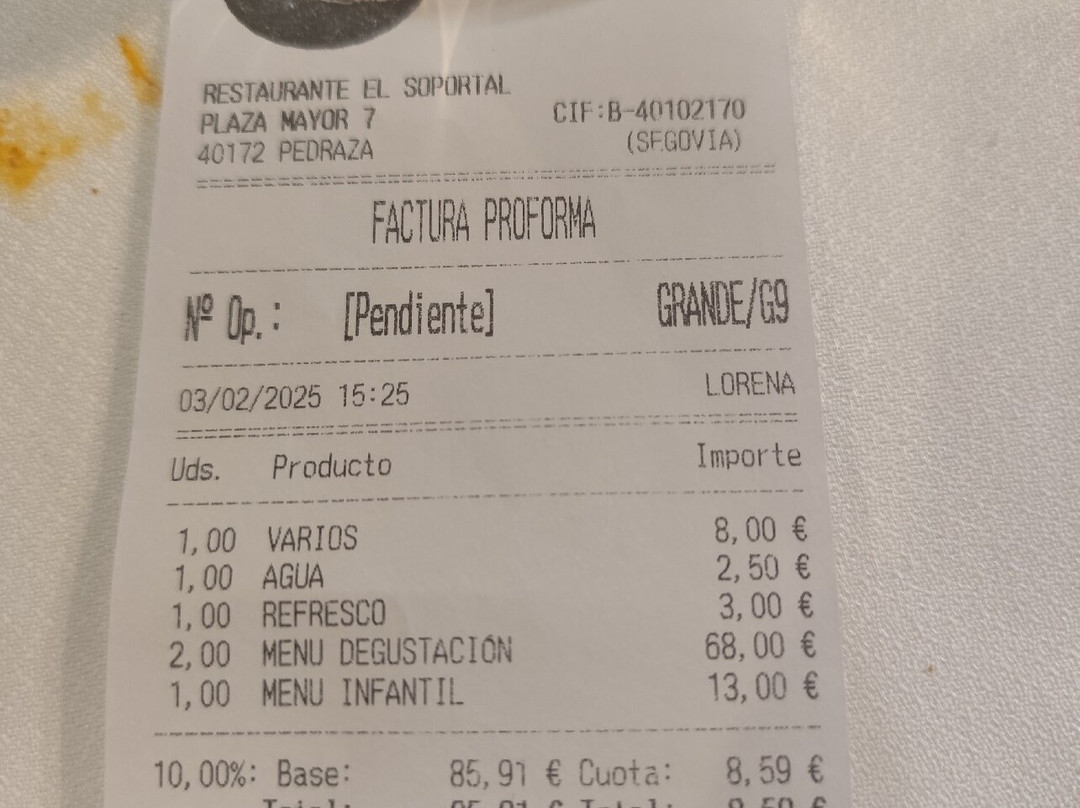 RESTAURANTE EL SOPORTAL
PLAZA MAYOR 7 CIF:B-40102170
40172 PEDRAZA (SEGOVIA)
FACTURA PROFORMA
Nº Op.: [Pendiente] GRANDE/G9
03/02/2025 15:25 LORENA
Uds. Producto Importe
1,00 VARIOS 8,00 €
1,00 AGUA 2,50 €
1,00 REFRESCO 3,00 €
2,00 MENU DEGUSTACIÓN 68,00 €
1,00 MENU INFANTIL 13,00 €
10,00%: Base: 85,91 € Cuota: 8,59 €